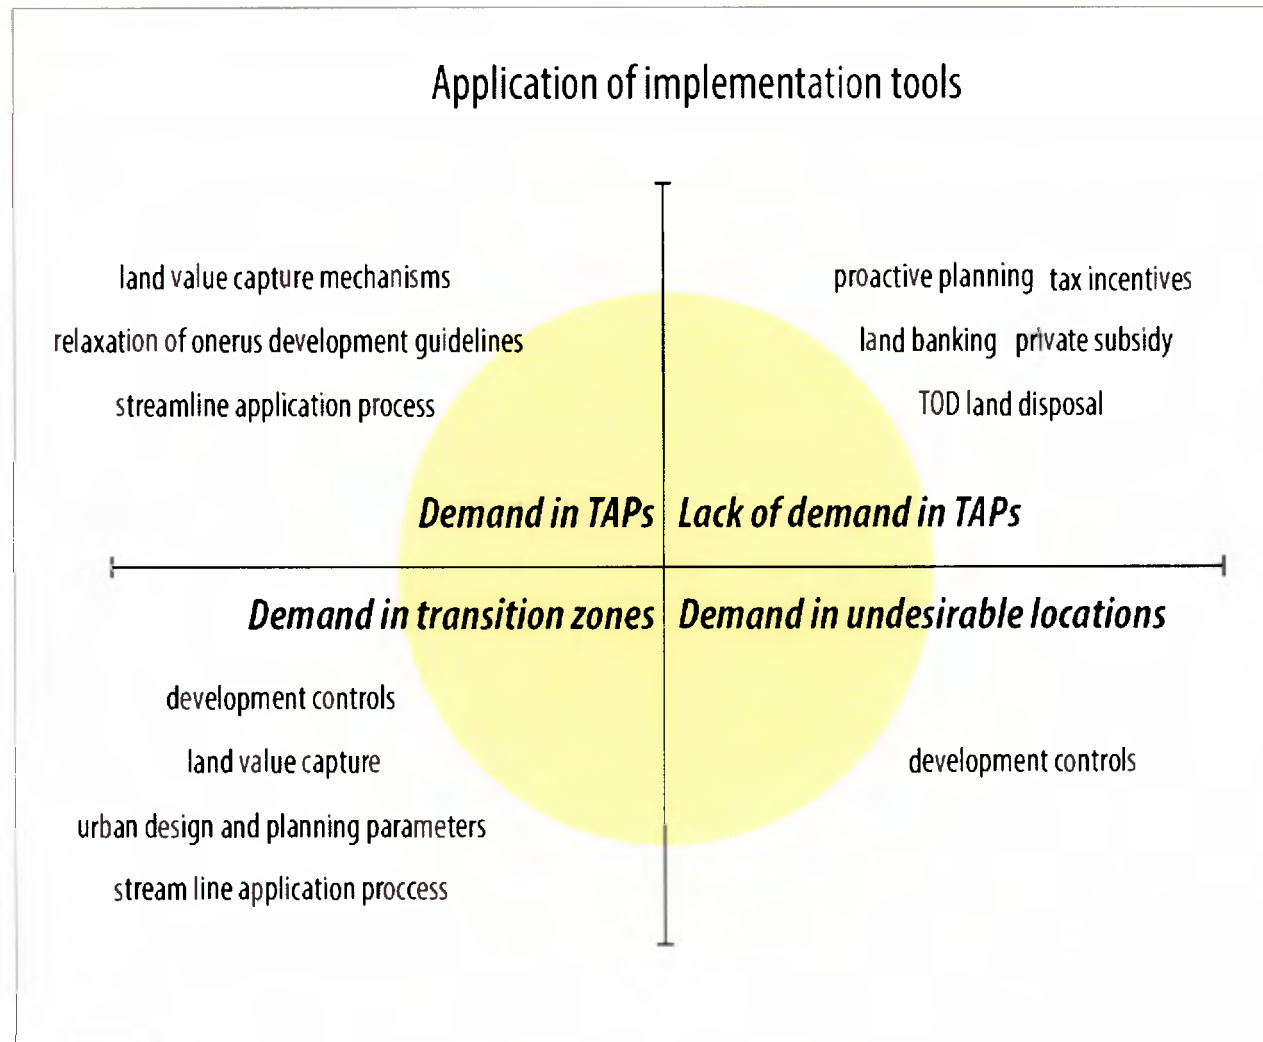 Application of implementation tools
land value capture mechanisms
relaxation of onerus development guidelines
streamline application process
Demand in TAPs
proactive planning tax incentives
land banking private subsidy
TOD land disposal
Lack of demand in TAPs
Demand in transition zones
development controls
land value capture
urban design and planning parameters
stream line application proccess
Demand in undesirable locations
development controls